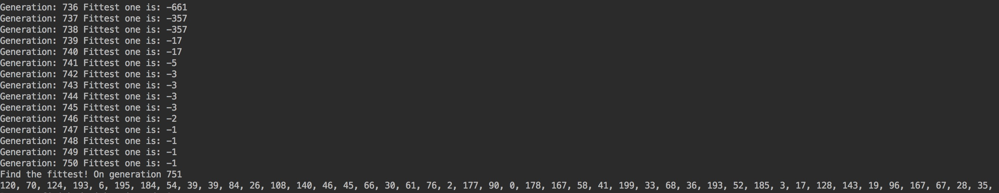 Generation: 736 Fittest one is: -661
Generation: 737 Fittest one is: -357
Generation: 738 Fittest one is: -357
Generation: 739 Fittest one is: -17
Generation: 740 Fittest one is: -17
Generation: 741 Fittest one is: -5
Generation: 742 Fittest one is: -3
Generation: 743 Fittest one is: -3
Generation: 744 Fittest one is: -3
Generation: 745 Fittest one is: -3
Generation: 746 Fittest one is: -2
Generation: 747 Fittest one is: -1
Generation: 748 Fittest one is: -1
Generation: 749 Fittest one is: -1
Generation: 750 Fittest one is: -1
Find the fittest! On generation 751
120, 70, 124, 193, 6, 195, 184, 54, 39, 39, 84, 26, 108, 140, 46, 45, 66, 30, 61, 76, 2, 177, 90, 0, 178, 167, 58, 41, 199, 33, 68, 36, 193, 52, 185, 3, 17, 128, 143, 19, 96, 167, 67, 28, 35,